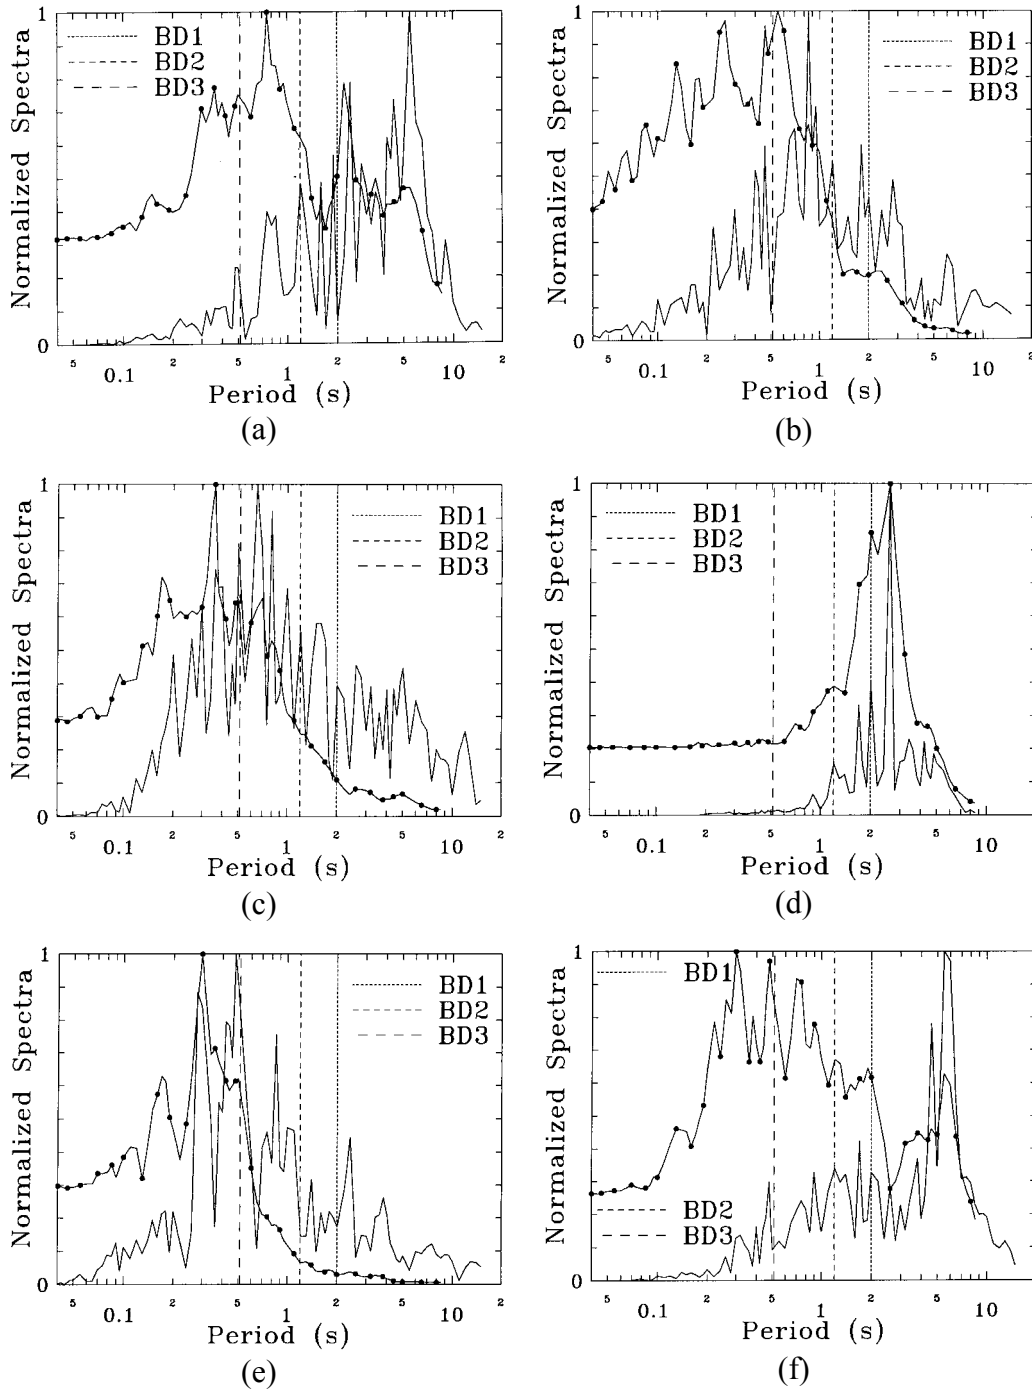 1
BD1
BD2
BD3
Normalized Spectra
0
5 2 5 2 5 2
0.1 1 10
Period (s)
(a)
1
BD1
BD2
BD3
Normalized Spectra
0
5 2 5 2 5 2
0.1 1 10
Period (s)
(b)
1
BD1
BD2
BD3
Normalized Spectra
0
5 2 5 2 5 2
0.1 1 10
Period (s)
(c)
1
BD1
BD2
BD3
Normalized Spectra
0
5 2 5 2 5 2
0.1 1 10
Period (s)
(d)
1
BD1
BD2
BD3
Normalized Spectra
0
5 2 5 2 5 2
0.1 1 10
Period (s)
(e)
1
BD1
Normalized Spectra
BD2
BD3
0
5 2 5 2 5 2
0.1 1 10
Period (s)
(f)